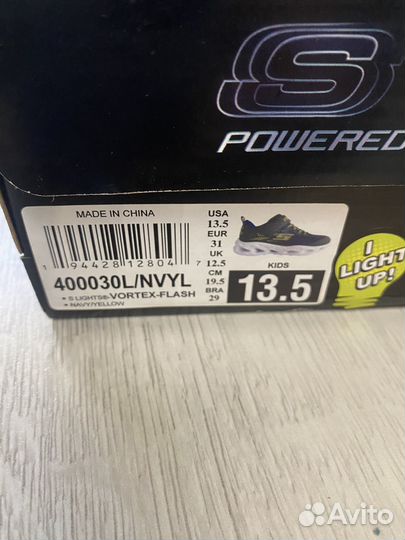 POWERED
MADE IN CHINA
1 94428 12804 7
400030L/NVYL
• S LIGHTS®-VORTEX-FLASH
• NAVY/YELLOW
USA
13.5
EUR
31
UK
12.5
CM
19.5
BRA
29
KIDS
13.5
I
LIGHT
UP!
Avito